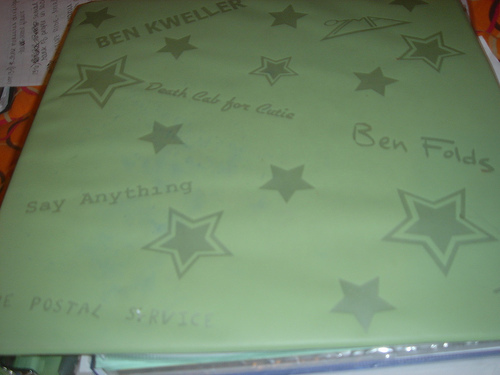 BEN KWELLER
Death Cab for Cutie
Ben Folds
Say Anything
POSTAL SERVICE